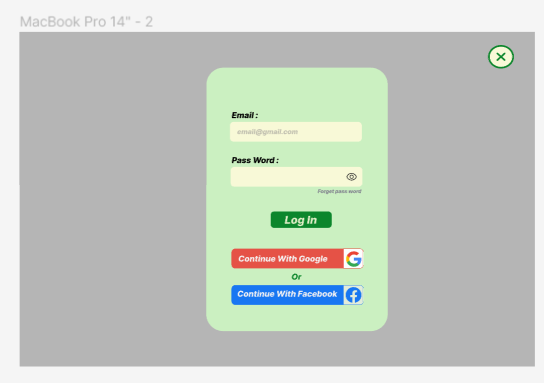 MacBook Pro 14" - 2
Email :
email@gmail.com
Pass Word :
Forget pass word
Log In
Continue With Google
Or
Continue With Facebook